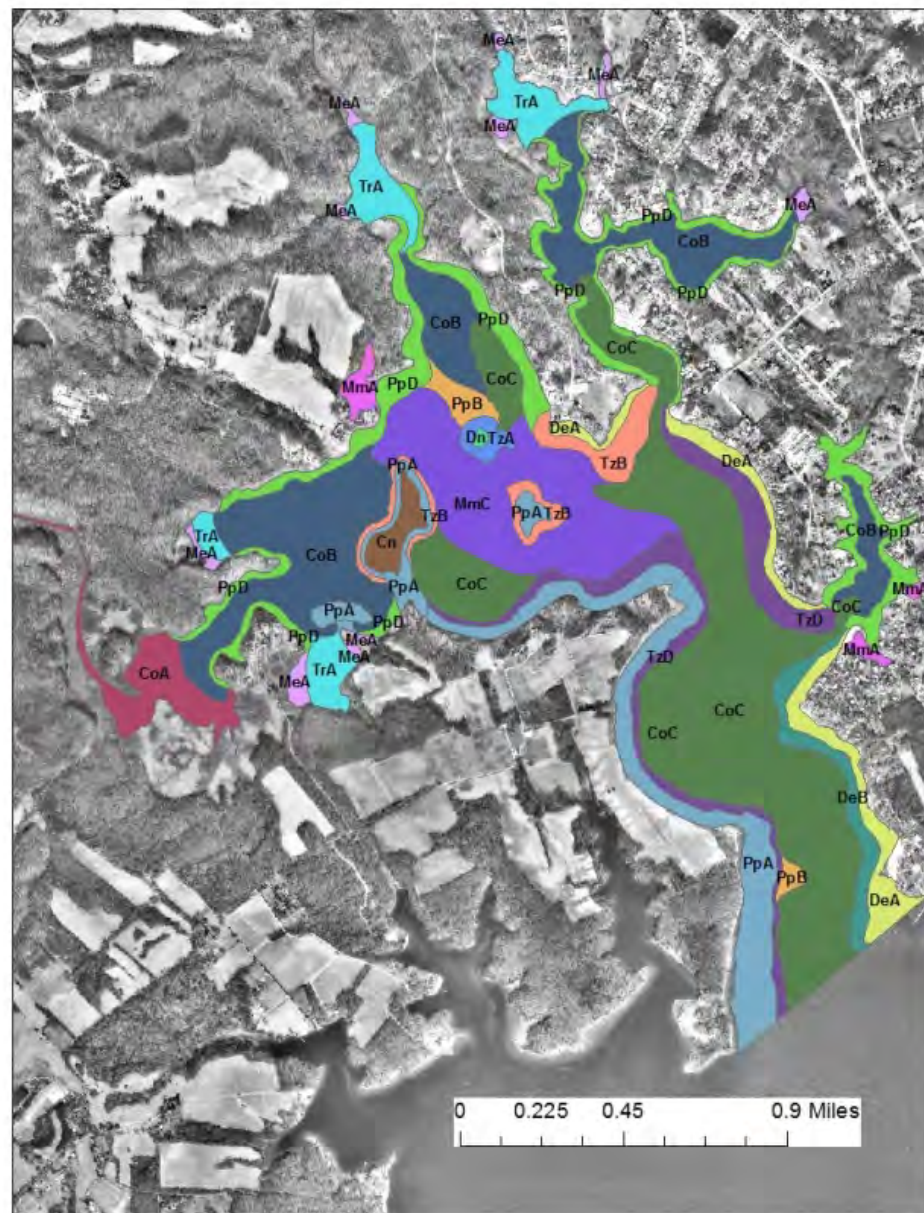 MeA
MeA
TrA
MeA
MeA
TrA
MeA
PpD
CoB
MeA
PpD
PpD
CoB
PpD
CoC
MmA
PpD
CoC
PpB
DeA
DnTzA
DeA
PpA
TzB
MmC
PpA
TzB
TzB
Cn
TrA
MeA
CoB
CoB
PpD
PpA
CoC
PpD
MmA
CoC
PpA
PpD
TzD
PpD
MeA
MmA
TzD
CoA
MeA
TrA
MeA
CoC
CoC
DeB
PpA
PpB
DeA
0
0.225
0.45
0.9 Miles